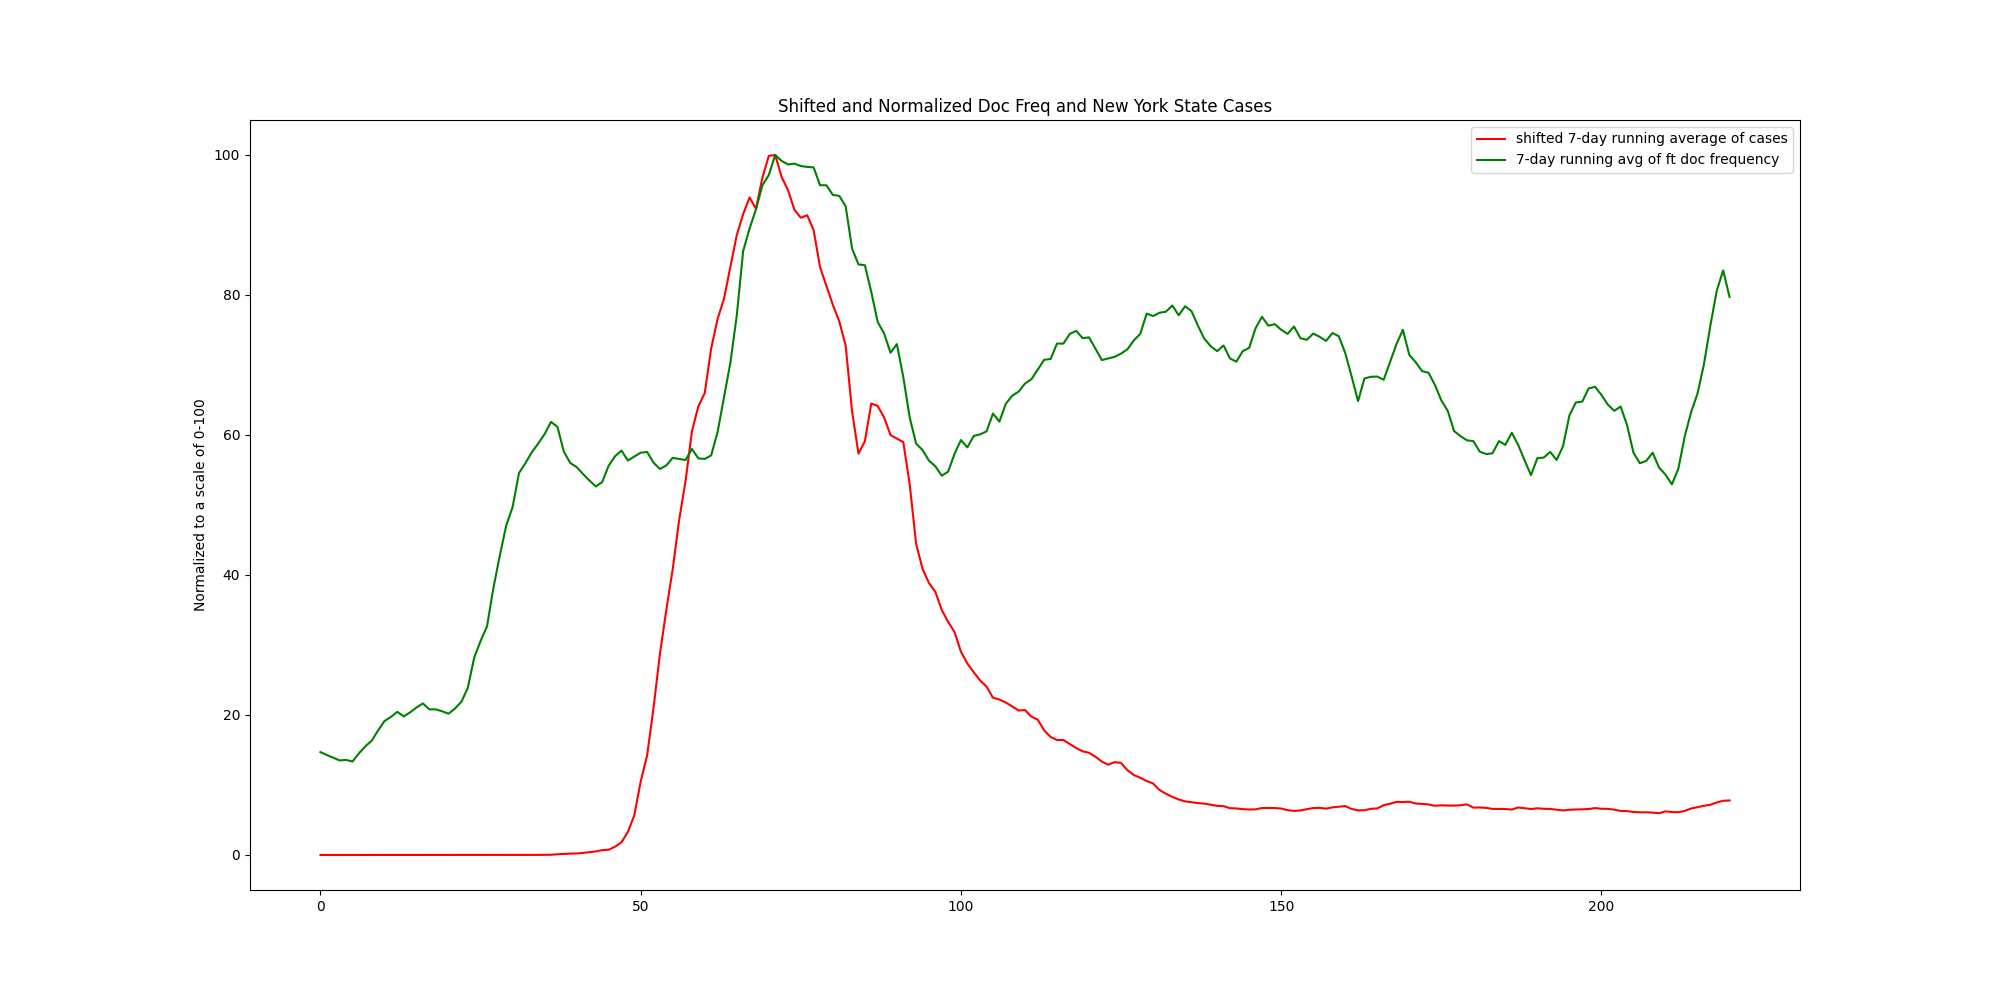 Shifted and Normalized Doc Freq and New York State Cases
shifted 7-day running average of cases
7-day running avg of ft doc frequency
Normalized to a scale of 0-100
100
80
60
40
20
0
0 50 100 150 200